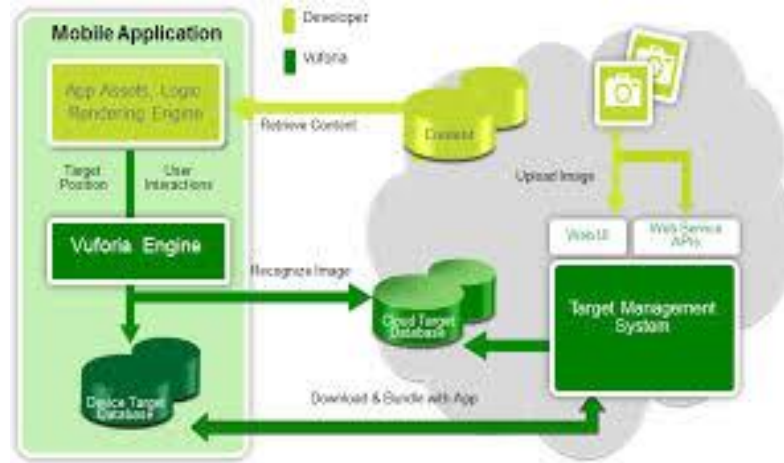 Developer
Vuforia
Mobile Application
App Assets, Logic
Rendering Engine
Retrieve Content
Content
Target
Position
User
Interactions
Upload Image
Vuforia Engine
Web UI
Web Service
APIs
Recognize Image
Cloud Target
Database
Target Management
System
Device Target
Database
Download & Bundle with App